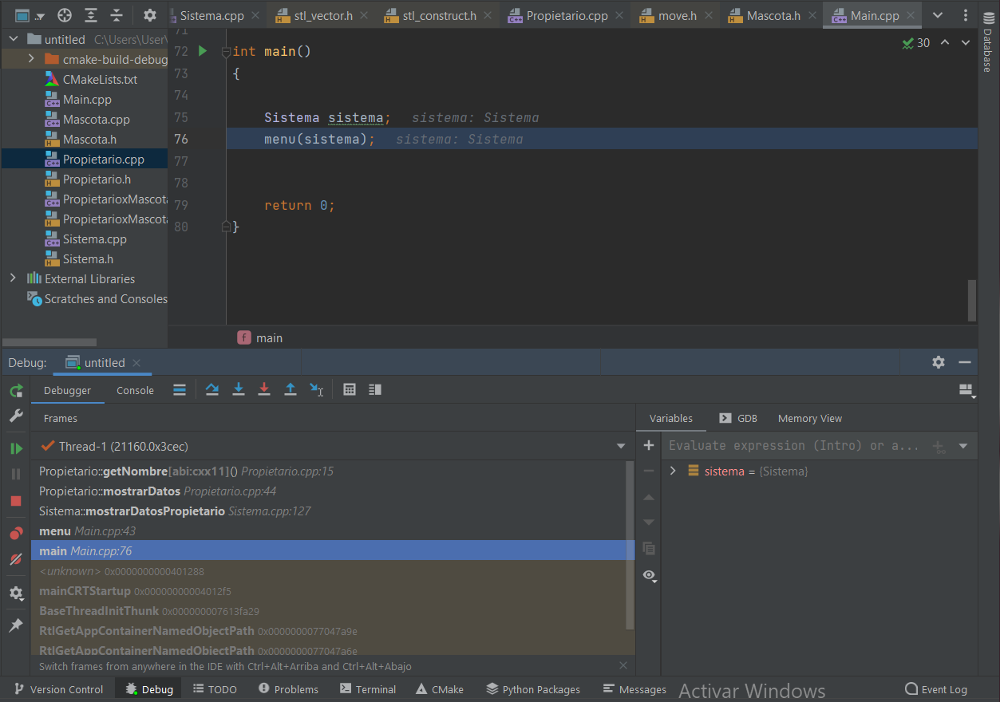 Sistema.cpp stl_vector.h stl_construct.h Propietario.cpp move.h Mascota.h Main.cpp
untitled C:\Users\User\
cmake-build-debug
CMakeLists.txt
Main.cpp
Mascota.cpp
Mascota.h
Propietario.cpp
Propietario.h
PropietarioxMascota
PropietarioxMascota
Sistema.cpp
Sistema.h
External Libraries
Scratches and Consoles
71
72 int main()
73 {
74
75 Sistema sistema; sistema: Sistema
76 menu(sistema); sistema: Sistema
77
78
79 return 0;
80 }
30
Database
f main
Debug: untitled
Debugger Console
Frames
Thread-1 (21160.0x3cec)
Propietario::getNombre[abi:cxx11]() Propietario.cpp:15
Propietario::mostrarDatos Propietario.cpp:44
Sistema::mostrarDatosPropietario Sistema.cpp:127
menu Main.cpp:43
main Main.cpp:76
<unknown> 0x0000000000401288
mainCRTStartup 0x00000000004012f5
BaseThreadInitThunk 0x000000007613fa29
RtlGetAppContainerNamedObjectPath 0x0000000077047a9e
RtlGetAppContainerNamedObjectPath 0x0000000077047a6e
Switch frames from anywhere in the IDE with Ctrl+Alt+Arriba and Ctrl+Alt+Abajo
Variables GDB Memory View
Evaluate expression (Intro) or a...
sistema = {Sistema}
Version Control Debug TODO Problems Terminal CMake Python Packages Messages Activar Windows Event Log